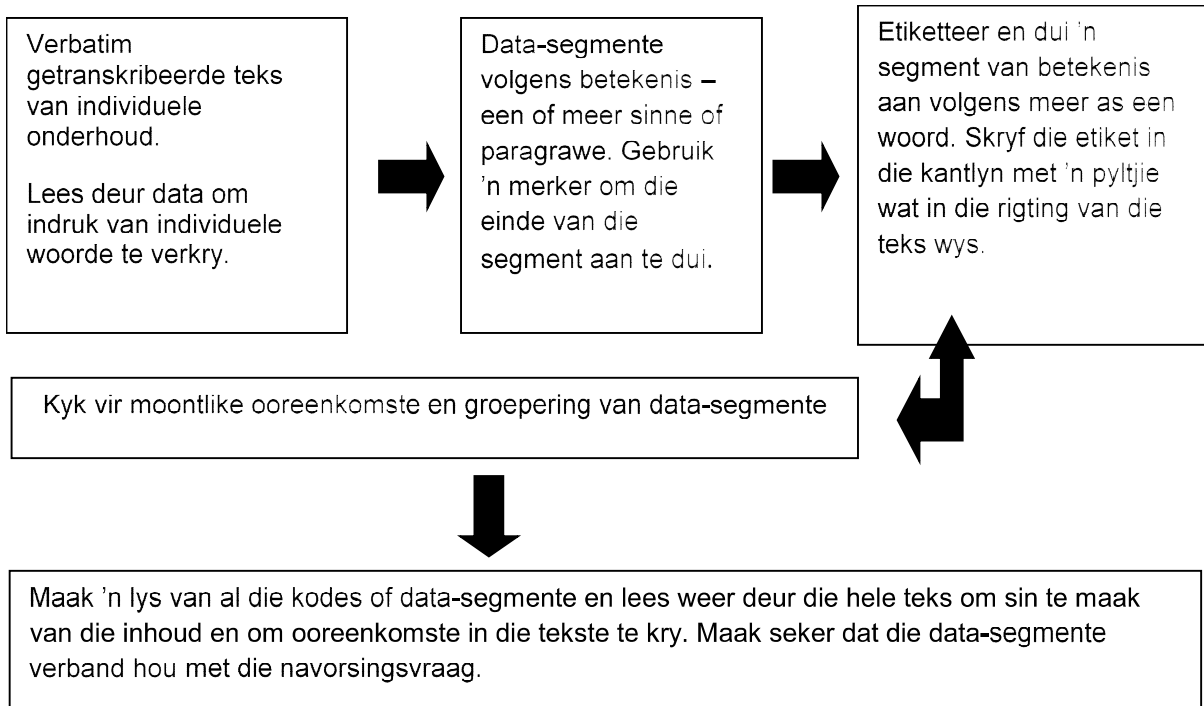 Verbatim
getranskribeerde teks
van individuele
onderhoud.
Lees deur data om
indruk van individuele
woorde te verkry.
Data-segmente
volgens betekenis –
een of meer sinne of
paragrawe. Gebruik
'n merker om die
einde van die
segment aan te dui.
Etiketteer en dui 'n
segment van betekenis
aan volgens meer as een
woord. Skryf die etiket in
die kantlyn met 'n pyltjie
wat in die rigting van die
teks wys.
Kyk vir moontlike ooreenkomste en groepering van data-segmente
Maak 'n lys van al die kodes of data-segmente en lees weer deur die hele teks om sin te maak
van die inhoud en om ooreenkomste in die tekste te kry. Maak seker dat die data-segmente
verband hou met die navorsingsvraag.